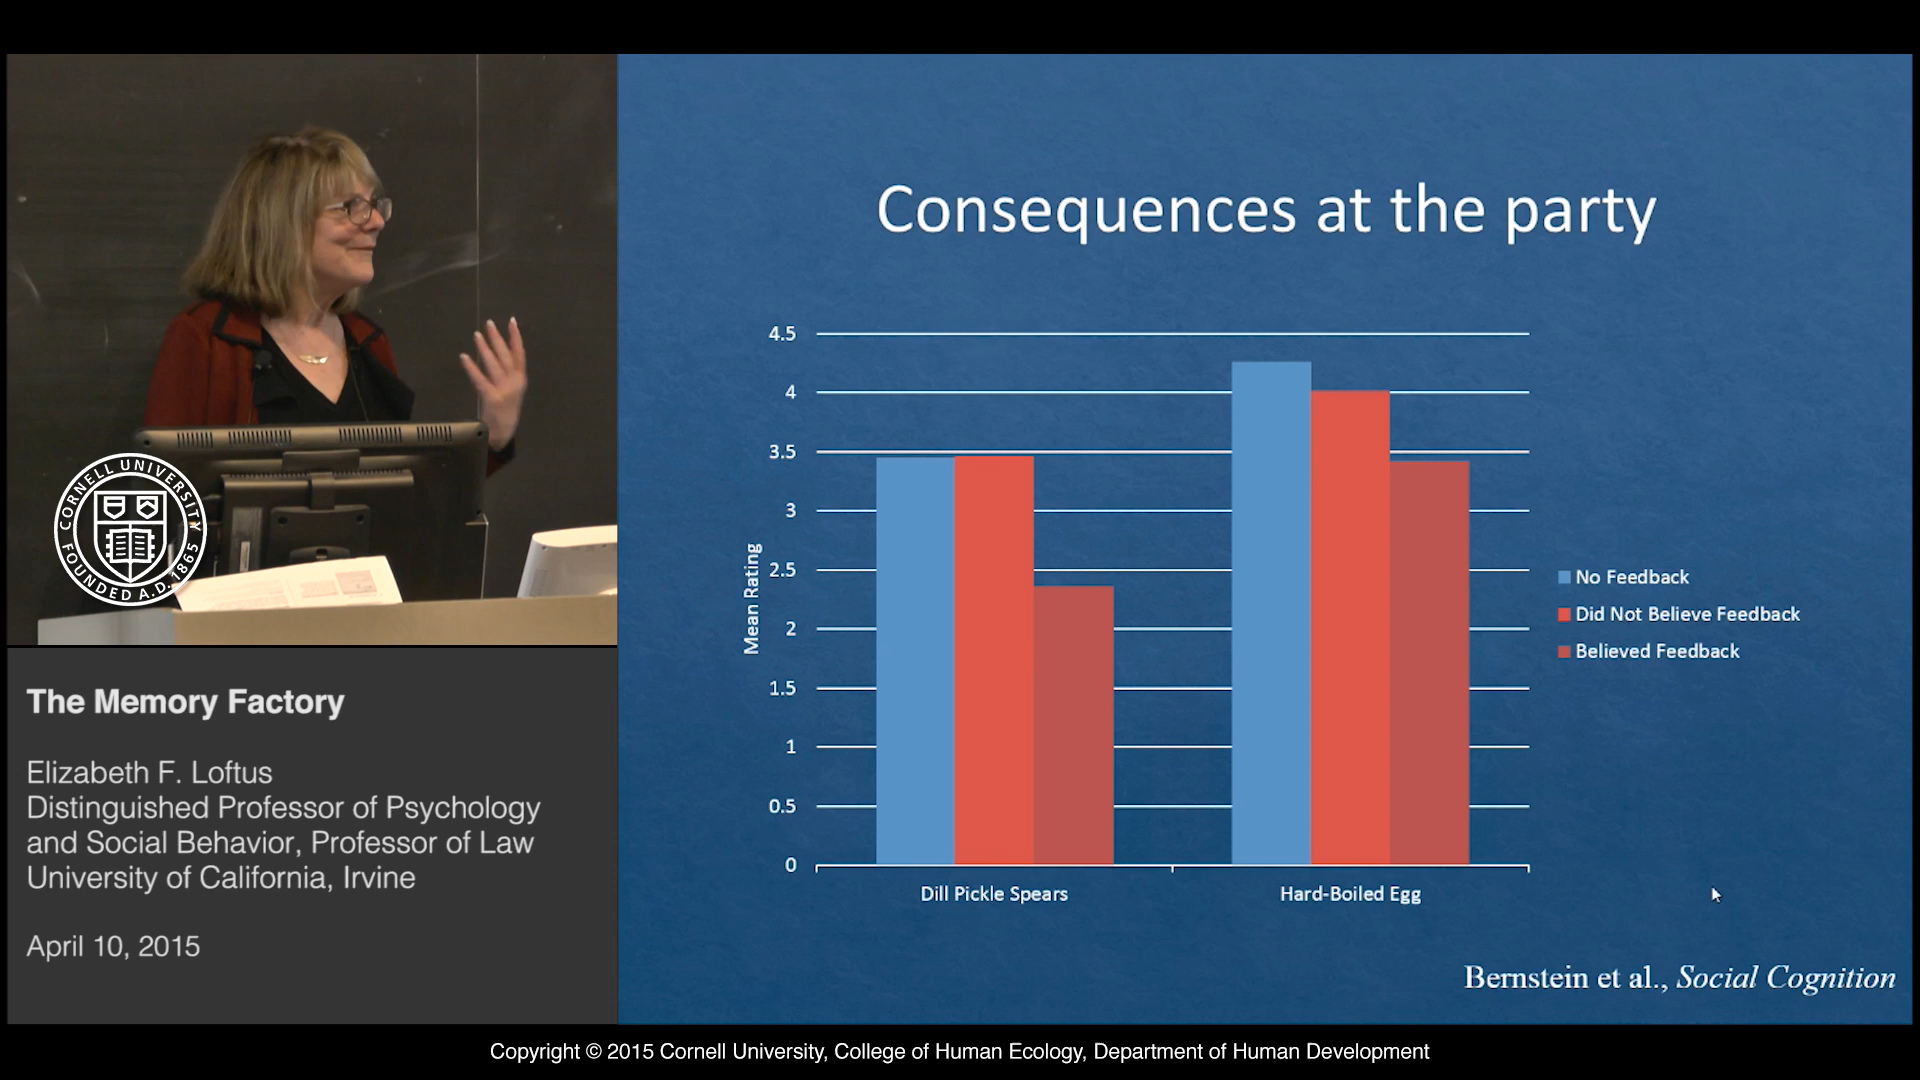 CORNELL UNIVERSITY
FOUNDED A.D. 1865
The Memory Factory
Elizabeth F. Loftus
Distinguished Professor of Psychology
and Social Behavior, Professor of Law
University of California, Irvine
April 10, 2015
Consequences at the party
Mean Rating
4.5
4
3.5
3
2.5
2
1.5
1
0.5
0
Dill Pickle Spears
Hard-Boiled Egg
No Feedback
Did Not Believe Feedback
Believed Feedback
Bernstein et al., Social Cognition
Copyright © 2015 Cornell University, College of Human Ecology, Department of Human Development